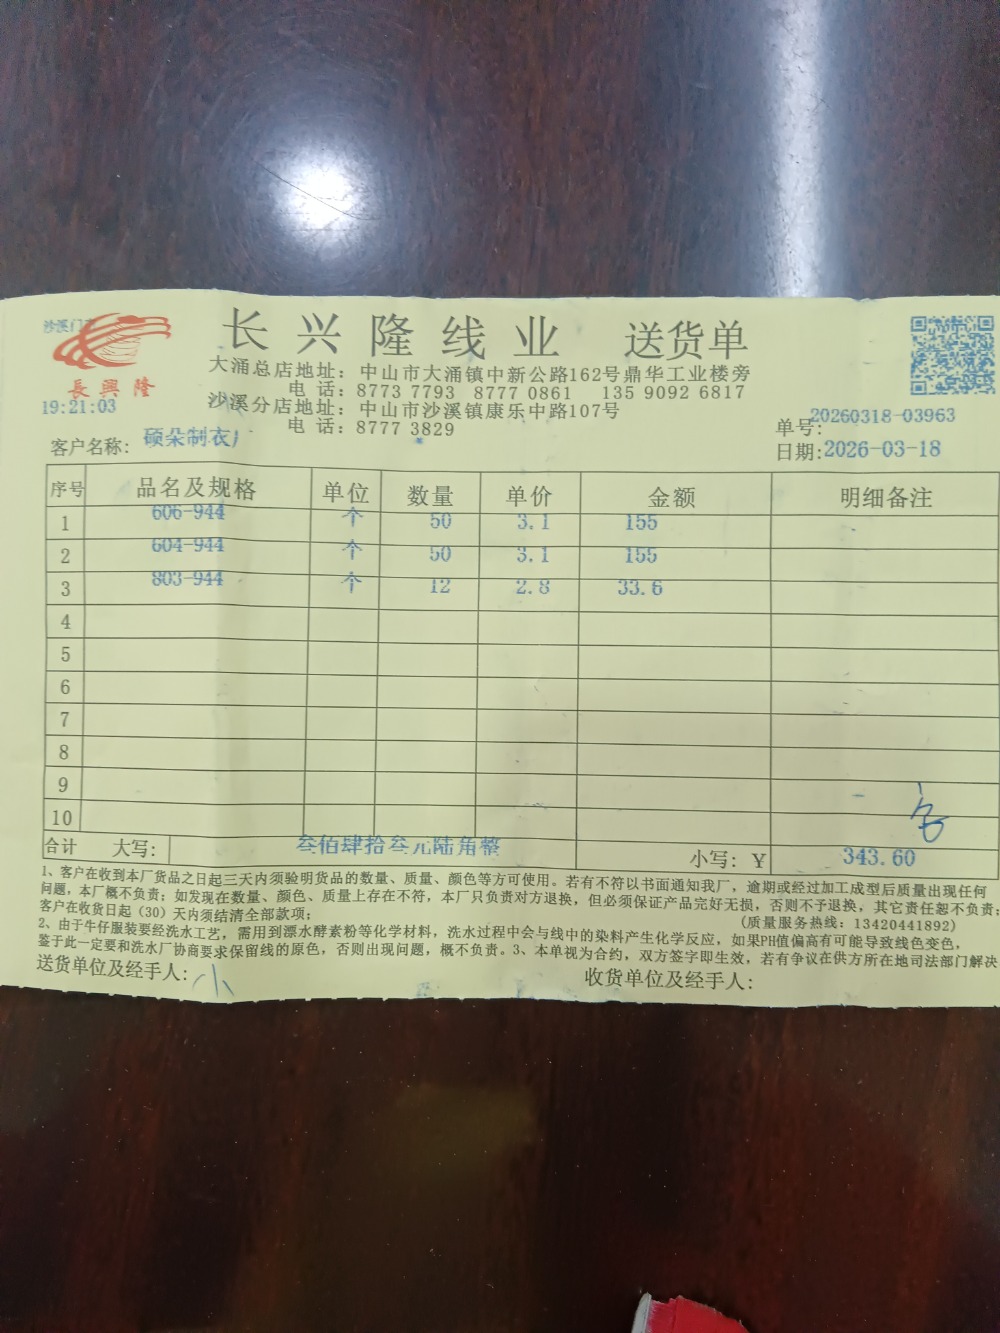 沙溪门
長興隆
19:21:03
长兴隆线业 送货单
大涌总店地址：中山市大涌镇中新公路162号鼎华工业楼旁
电 话：8773 7793 8777 0861 135 9092 6817
沙溪分店地址：中山市沙溪镇康乐中路107号
电 话：8777 3829
单号：20260318-03963
客户名称：硕朵制衣厂
日期：2026-03-18
序号 品名及规格 单位 数量 单价 金额 明细备注
1 606-944 个 50 3.1 155
2 604-944 个 50 3.1 155
3 803-944 个 12 2.8 33.6
4
5
6
7
8
9
10
合计 大写：叁佰肆拾叁元陆角整 小写：Y 343.60
1、客户在收到本厂货品之日起三天内须验明货品的数量、质量、颜色等方可使用。若有不符以书面通知我厂，逾期或经过加工成型后质量出现任何
问题，本厂概不负责；如发现在数量、颜色、质量上存在不符，本厂只负责对方退换，但必须保证产品完好无损，否则不予退换，其它责任恕不负责；
客户在收货日起（30）天内须结清全部款项； (质量服务热线：13420441892)
2、由于牛仔服装要经洗水工艺，需用到漂水酵素粉等化学材料，洗水过程中会与线中的染料产生化学反应，如果PH值偏高有可能导致线色变色，
鉴于此一定要和洗水厂协商要求保留线的原色，否则出现问题，概不负责。3、本单视为合约，双方签字即生效，若有争议在供方所在地司法部门解决
送货单位及经手人：小 收货单位及经手人：